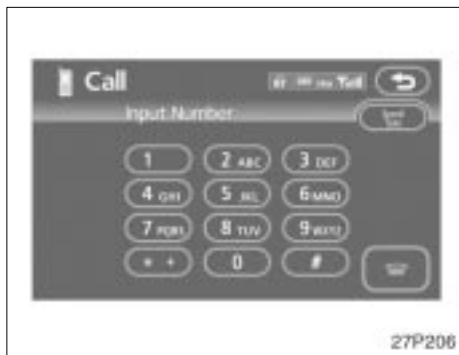 Call
Input Number
1 2 ABC 3 DEF
4 GHI 5 JKL 6 MNO
7 PQRS 8 TUV 9 WXYZ
* + 0 #
27P206